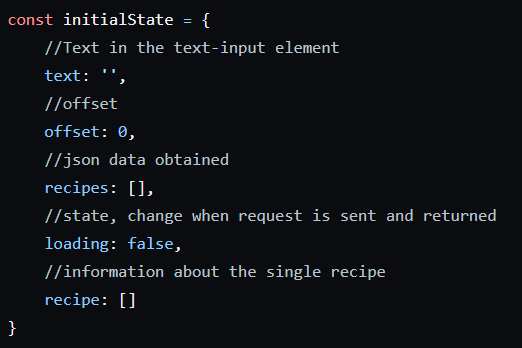 const initialState = {
    //Text in the text-input element
    text: '',
    //offset
    offset: 0,
    //json data obtained
    recipes: [],
    //state, change when request is sent and returned
    loading: false,
    //information about the single recipe
    recipe: []
}